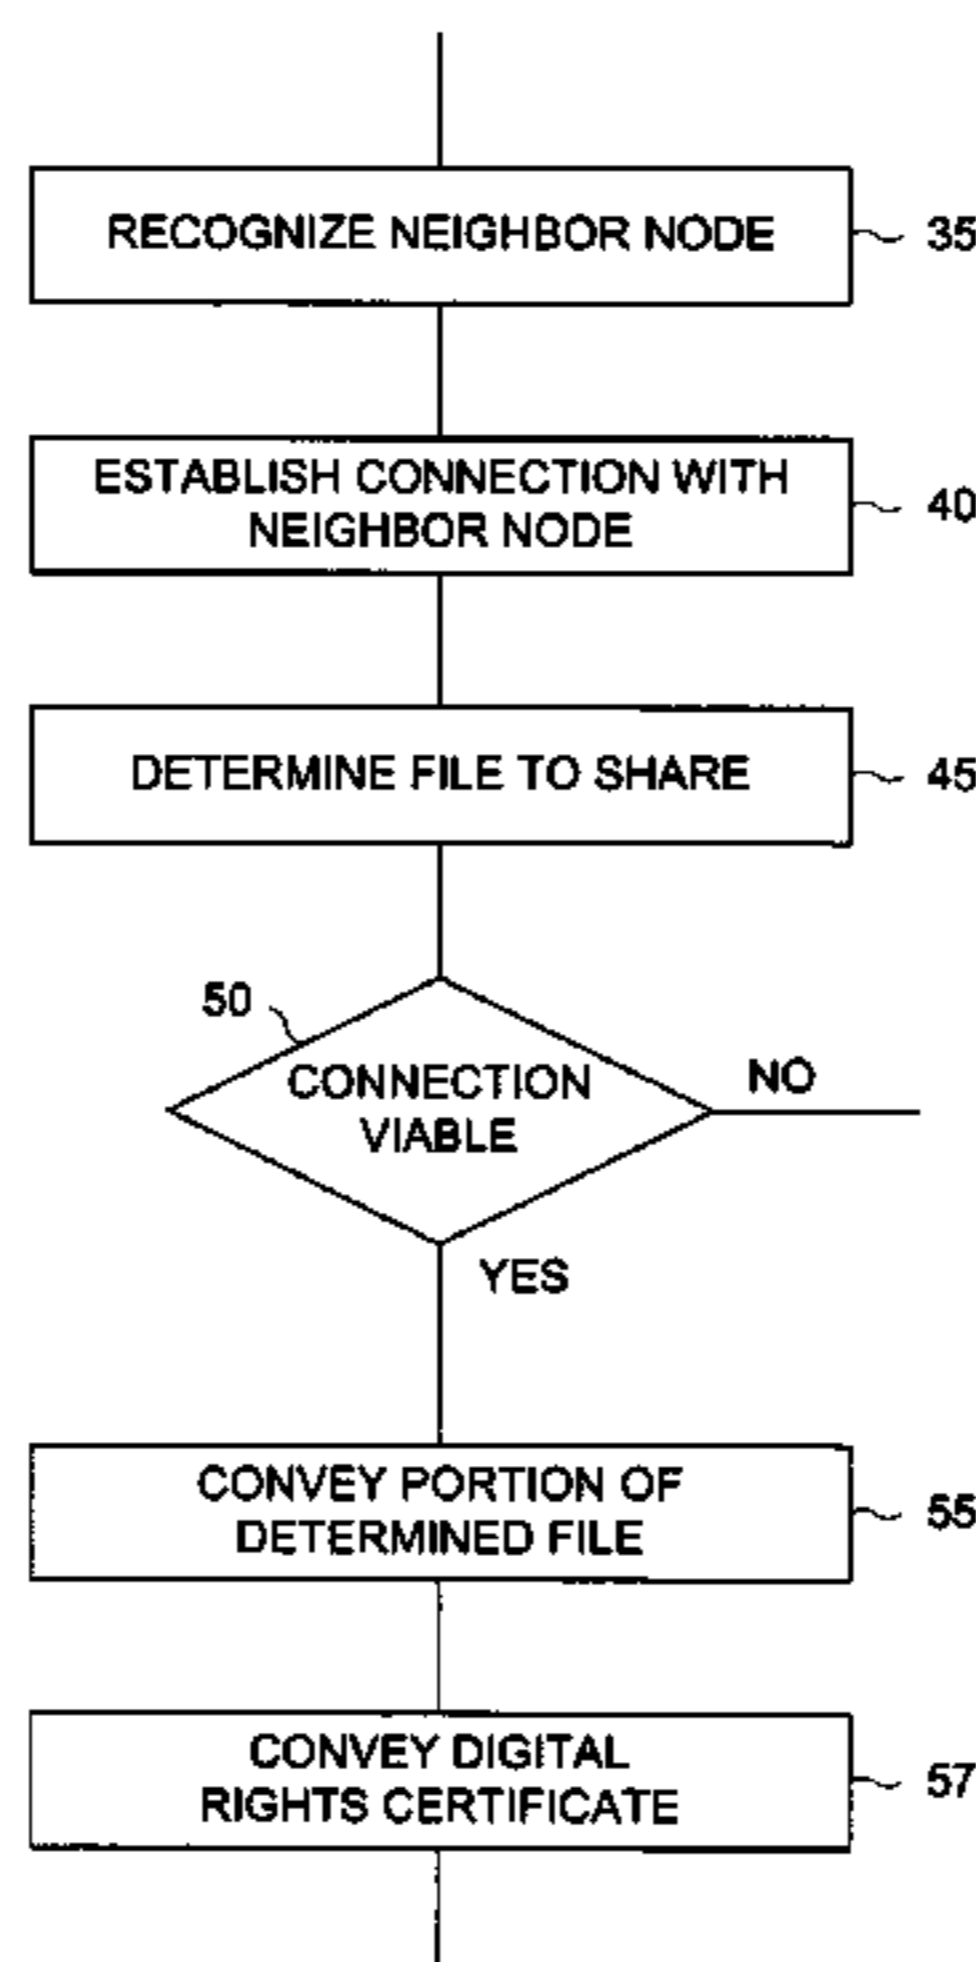 RECOGNIZE NEIGHBOR NODE
35
ESTABLISH CONNECTION WITH
NEIGHBOR NODE
40
DETERMINE FILE TO SHARE
45
50
CONNECTION
VIABLE
NO
YES
CONVEY PORTION OF
DETERMINED FILE
55
CONVEY DIGITAL
RIGHTS CERTIFICATE
57